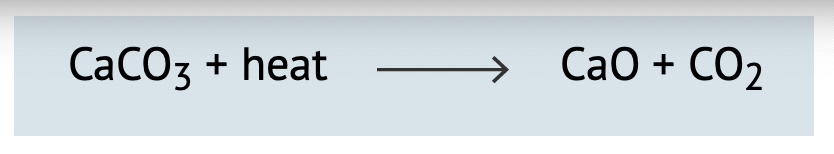 CaCO₃ + heat ⟶ CaO + CO₂